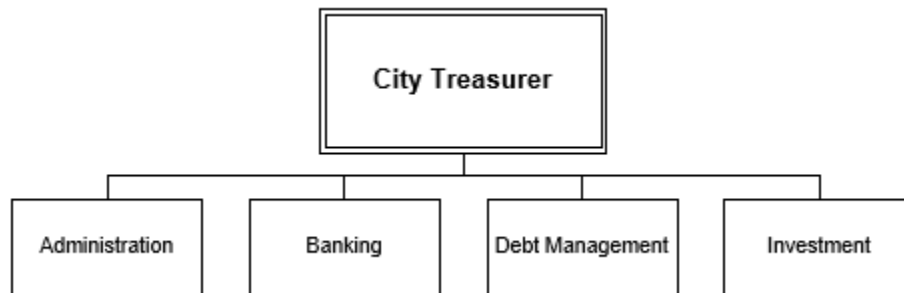 City Treasurer
Administration
Banking
Debt Management
Investment